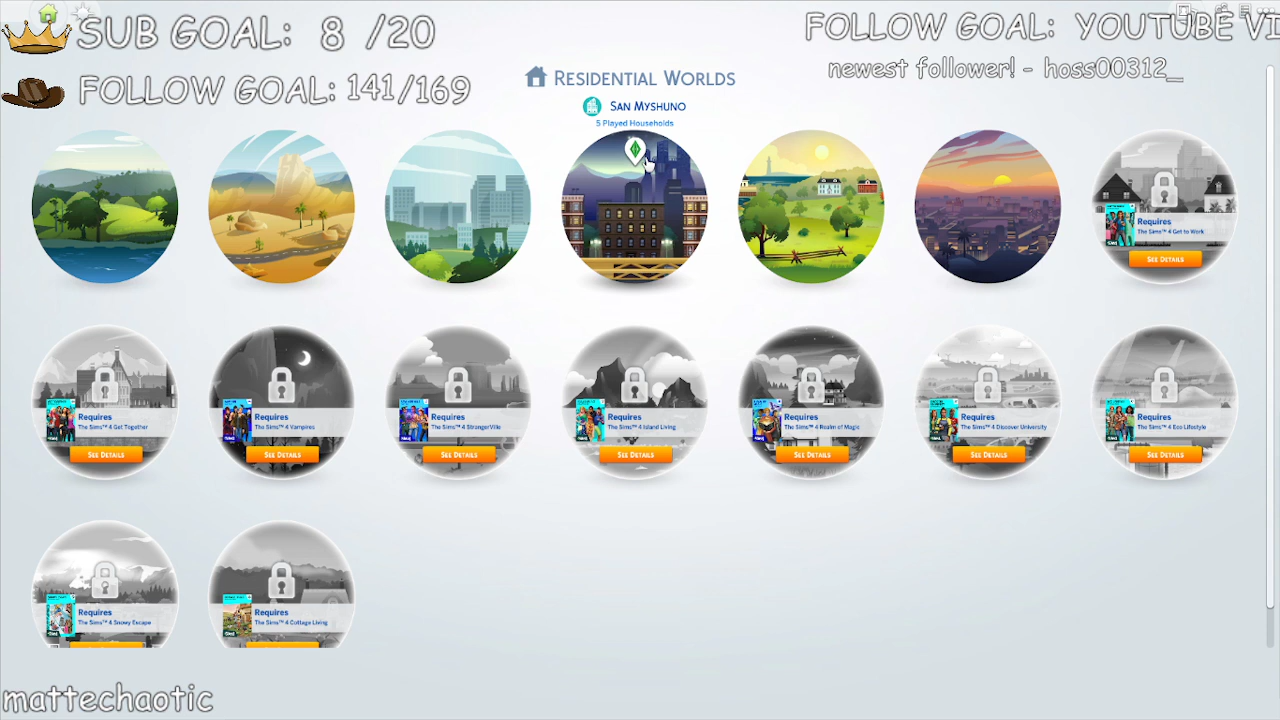 SUB GOAL: 8 /20
FOLLOW GOAL: YOUTUBE VI
newest follower! - hoss00312_
FOLLOW GOAL: 141/169
RESIDENTIAL WORLDS
SAN MYSHUNO
5 Played Households
Requires
The Sims™ 4 Get to Work
SEE DETAILS
Requires
The Sims™ 4 Get Together
SEE DETAILS
Requires
The Sims™ 4 Vampires
SEE DETAILS
Requires
The Sims™ 4 StrangerVille
SEE DETAILS
Requires
The Sims™ 4 Island Living
SEE DETAILS
Requires
The Sims™ 4 Realm of Magic
SEE DETAILS
Requires
The Sims™ 4 Discover University
SEE DETAILS
Requires
The Sims™ 4 Eco Lifestyle
SEE DETAILS
Requires
The Sims™ 4 Snowy Escape
Requires
The Sims™ 4 Cottage Living
mattechaotic